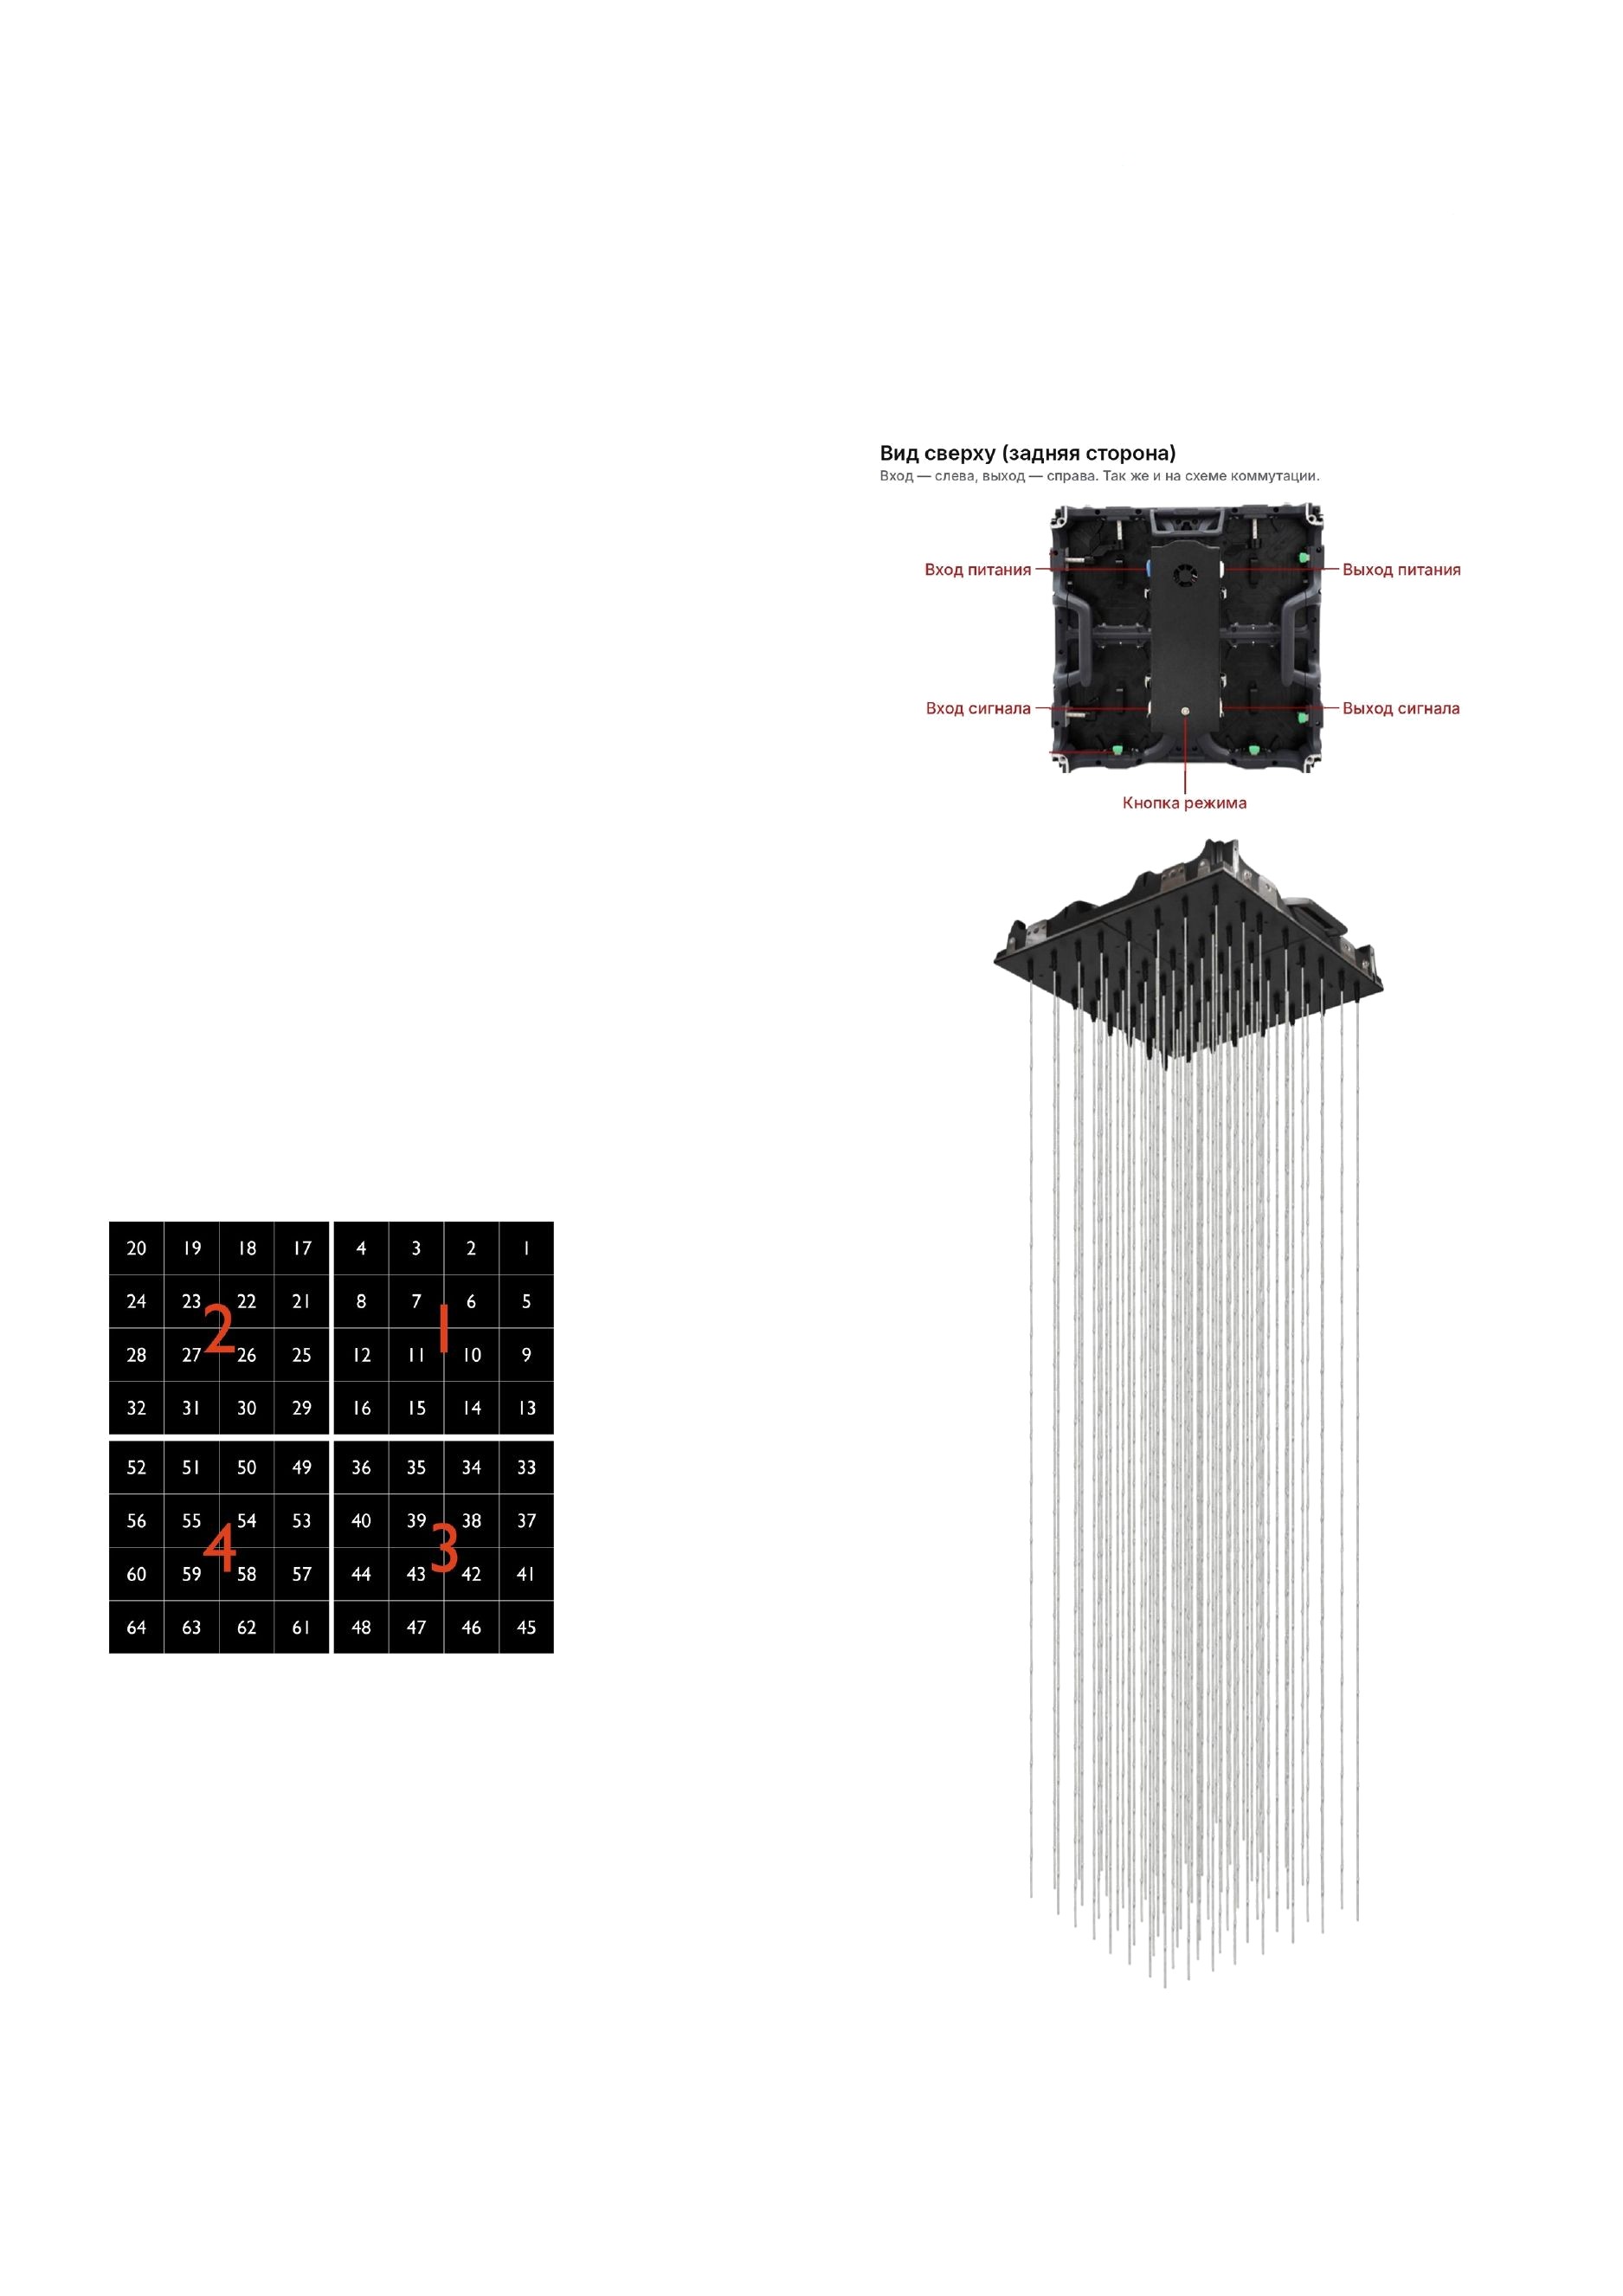 Вид сверху (задняя сторона)
Вход — слева, выход — справа. Так же и на схеме коммутации.
Вход питания
Выход питания
Вход сигнала
Выход сигнала
Кнопка режима
20 19 18 17 4 3 2 1
24 23 22 21 8 7 6 5
2 1
28 27 26 25 12 11 10 9
32 31 30 29 16 15 14 13
52 51 50 49 36 35 34 33
56 55 54 53 40 39 38 37
4 3
60 59 58 57 44 43 42 41
64 63 62 61 48 47 46 45